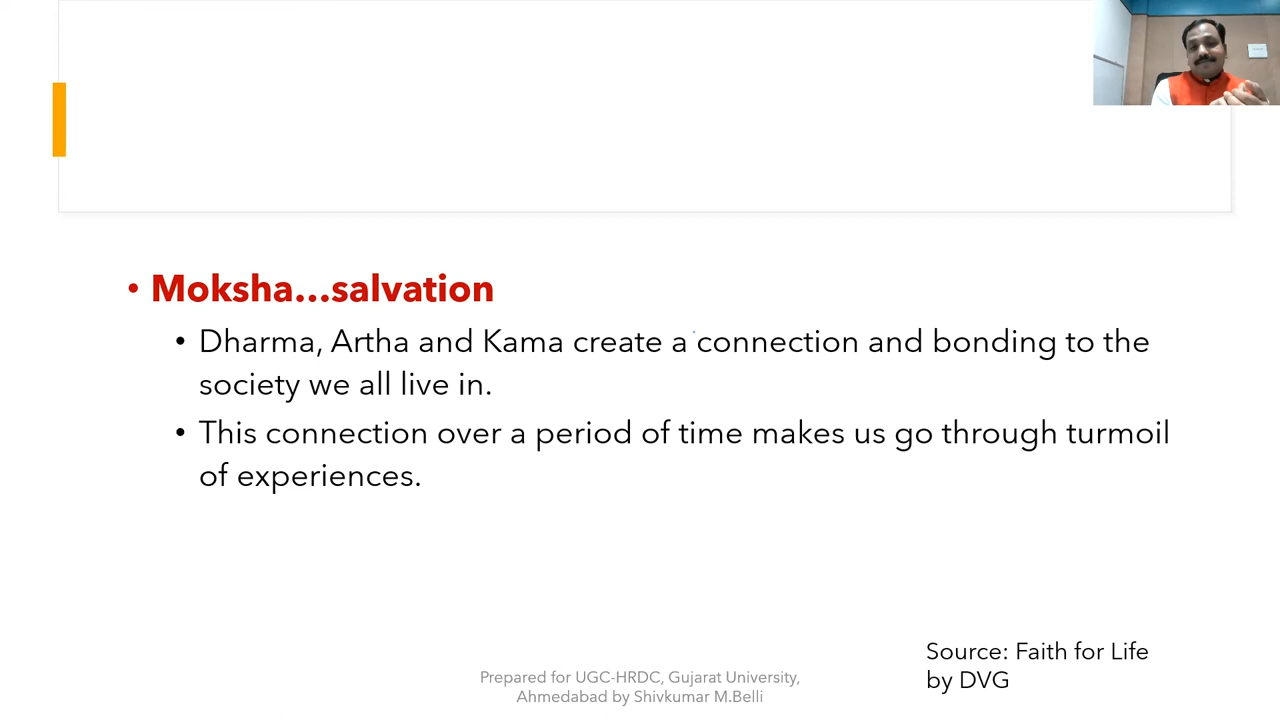 • Moksha...salvation
• Dharma, Artha and Kama create a connection and bonding to the
society we all live in.
• This connection over a period of time makes us go through turmoil
of experiences.
Source: Faith for Life
by DVG
Prepared for UGC-HRDC, Gujarat University,
Ahmedabad by Shivkumar M.Belli